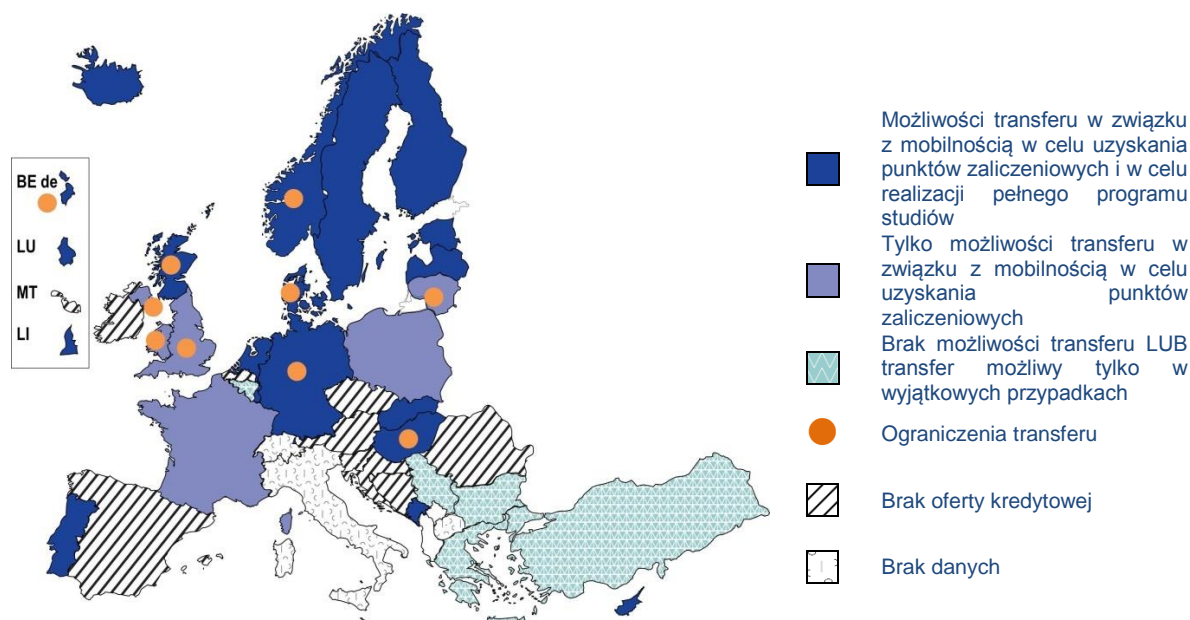 BE de
LU
MT
LI
Możliwości transferu w związku
z mobilnością w celu uzyskania
punktów zaliczeniowych i w celu
realizacji pełnego programu
studiów
Tylko możliwości transferu w
związku z mobilnością w celu
uzyskania punktów
zaliczeniowych
Brak możliwości transferu LUB
transfer możliwy tylko w
wyjątkowych przypadkach
Ograniczenia transferu
Brak oferty kredytowej
Brak danych